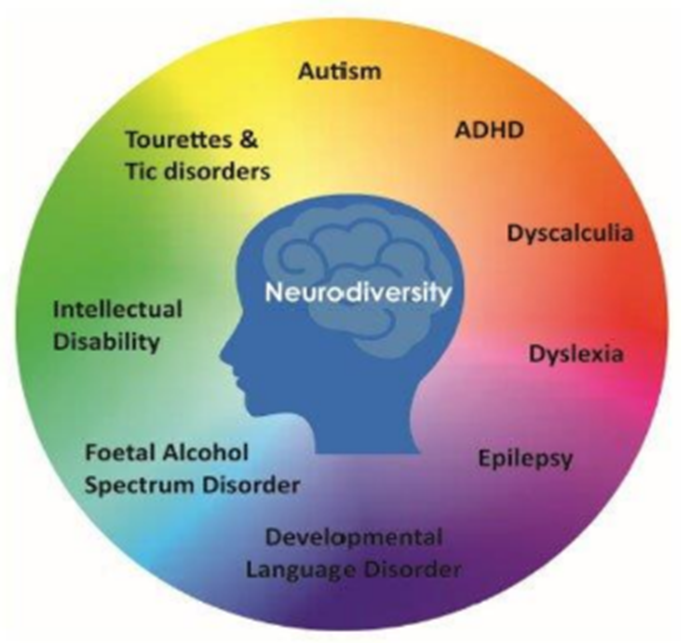 Autism
ADHD
Dyscalculia
Dyslexia
Epilepsy
Developmental
Language Disorder
Foetal Alcohol
Spectrum Disorder
Intellectual
Disability
Tourettes &
Tic disorders
Neurodiversity